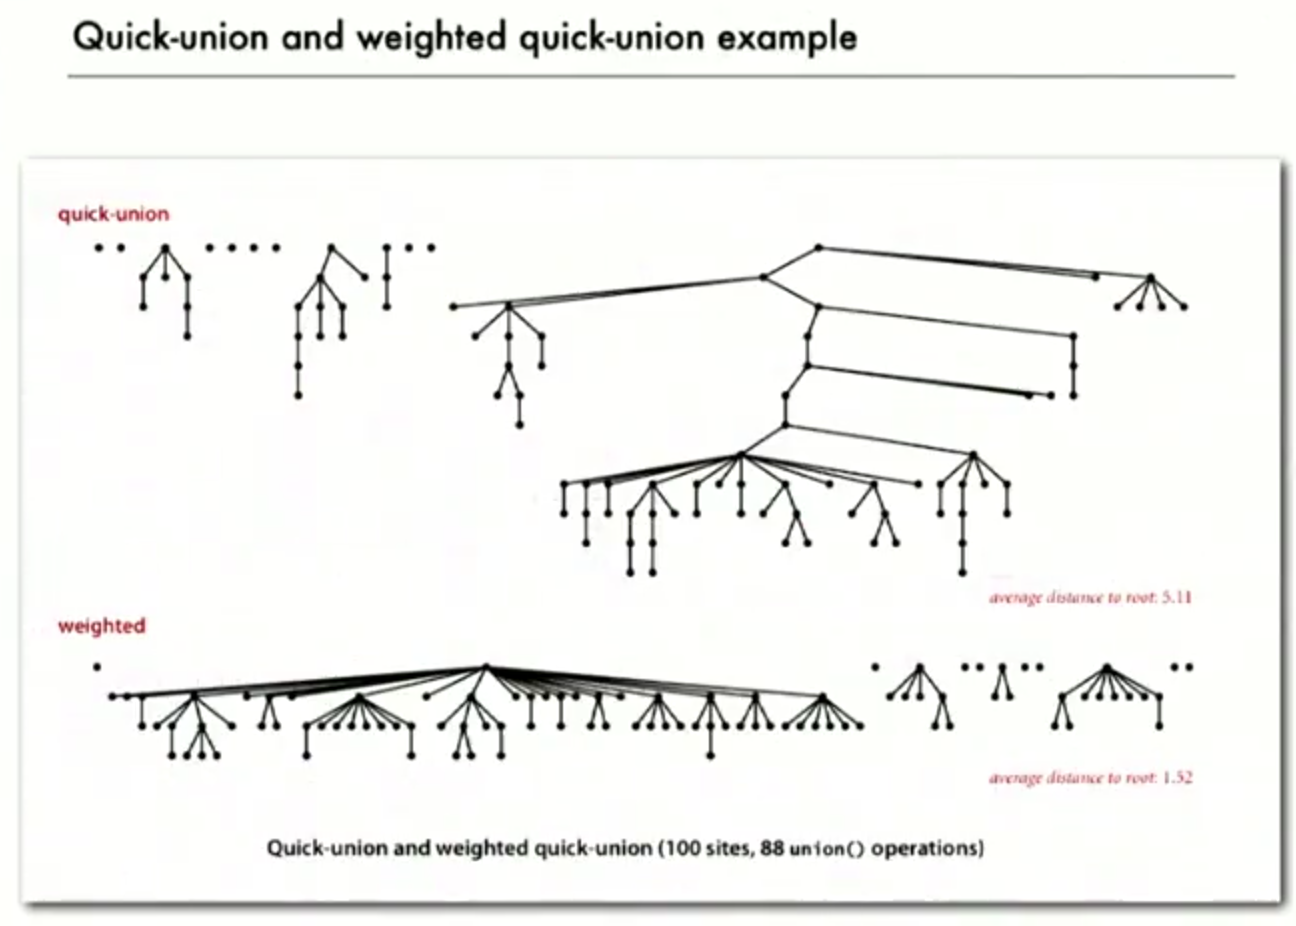 Quick-union and weighted quick-union example
quick-union
average distance to root: 5.11
weighted
average distance to root: 1.52
Quick-union and weighted quick-union (100 sites, 88 union() operations)